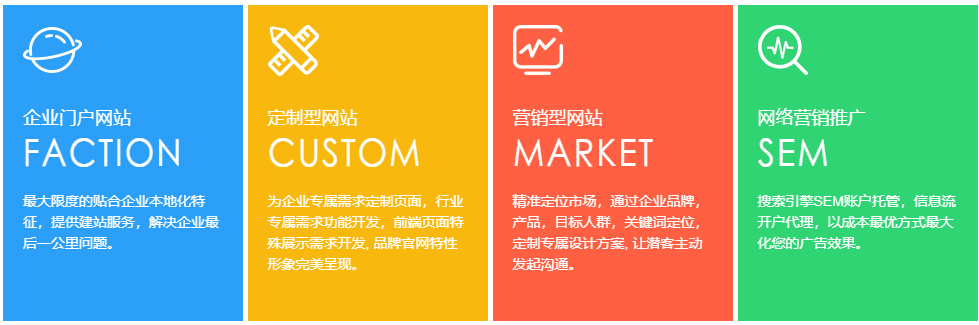 企业门户网站
FACTION
最大限度的贴合企业本地化特
征，提供建站服务，解决企业最
后一公里问题。
定制型网站
CUSTOM
为企业专属需求定制页面，行业
专属需求功能开发，前端页面特
殊展示需求开发, 品牌官网特性
形象完美呈现。
营销型网站
MARKET
精准定位市场，通过企业品牌，
产品，目标人群，关键词定位，
定制专属设计方案, 让潜客主动
发起沟通。
网络营销推广
SEM
搜索引擎SEM账户托管，信息流
开户代理，以成本最优方式最大
化您的广告效果。